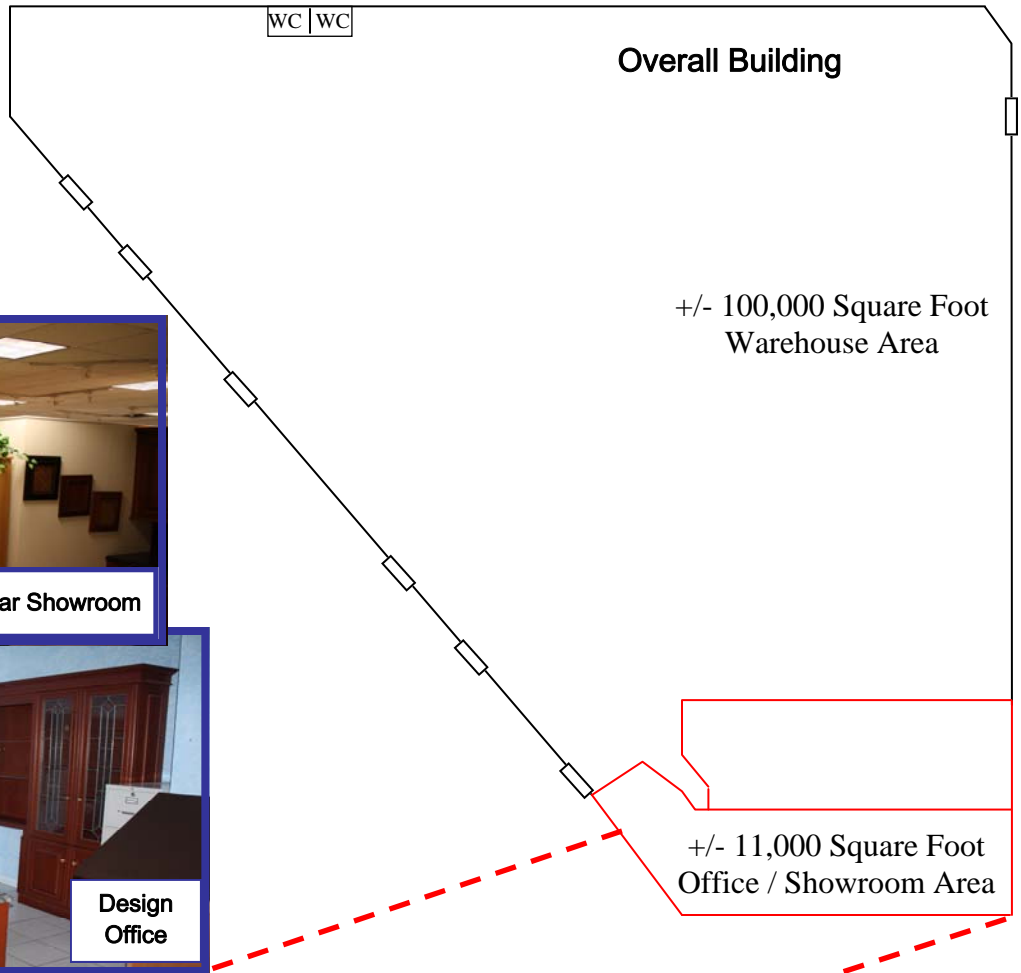 WC WC
Overall Building
+/- 100,000 Square Foot
Warehouse Area
ar Showroom
+/- 11,000 Square Foot
Office / Showroom Area
Design
Office